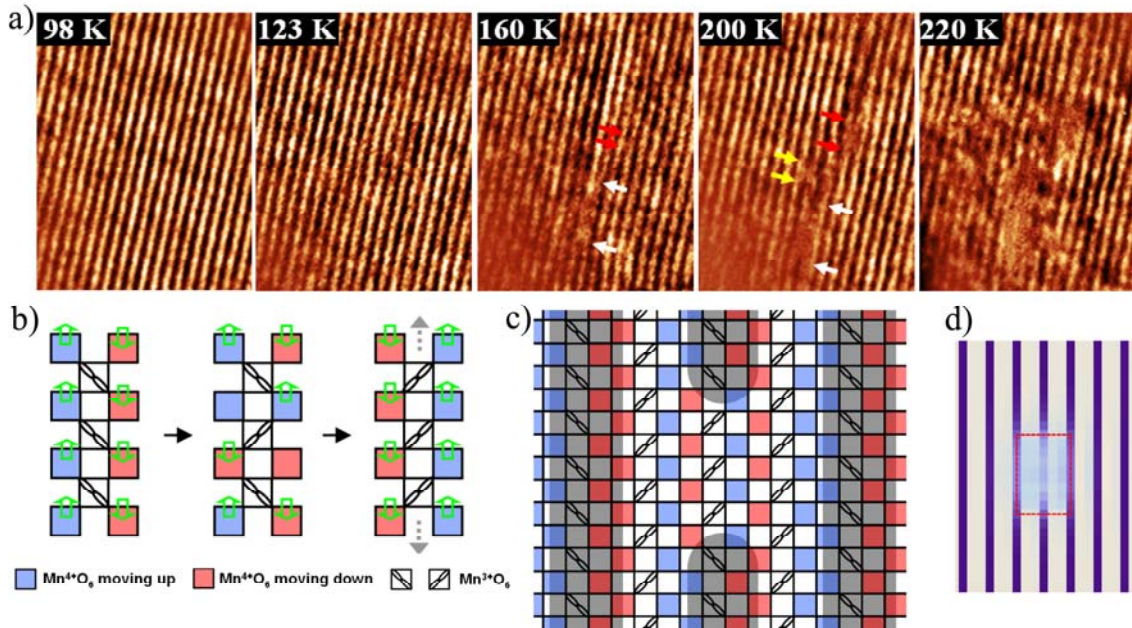 a)
98 K
123 K
160 K
200 K
220 K
b)
c)
d)
Mn⁴⁺O₆ moving up
Mn⁴⁺O₆ moving down
Mn³⁺O₆